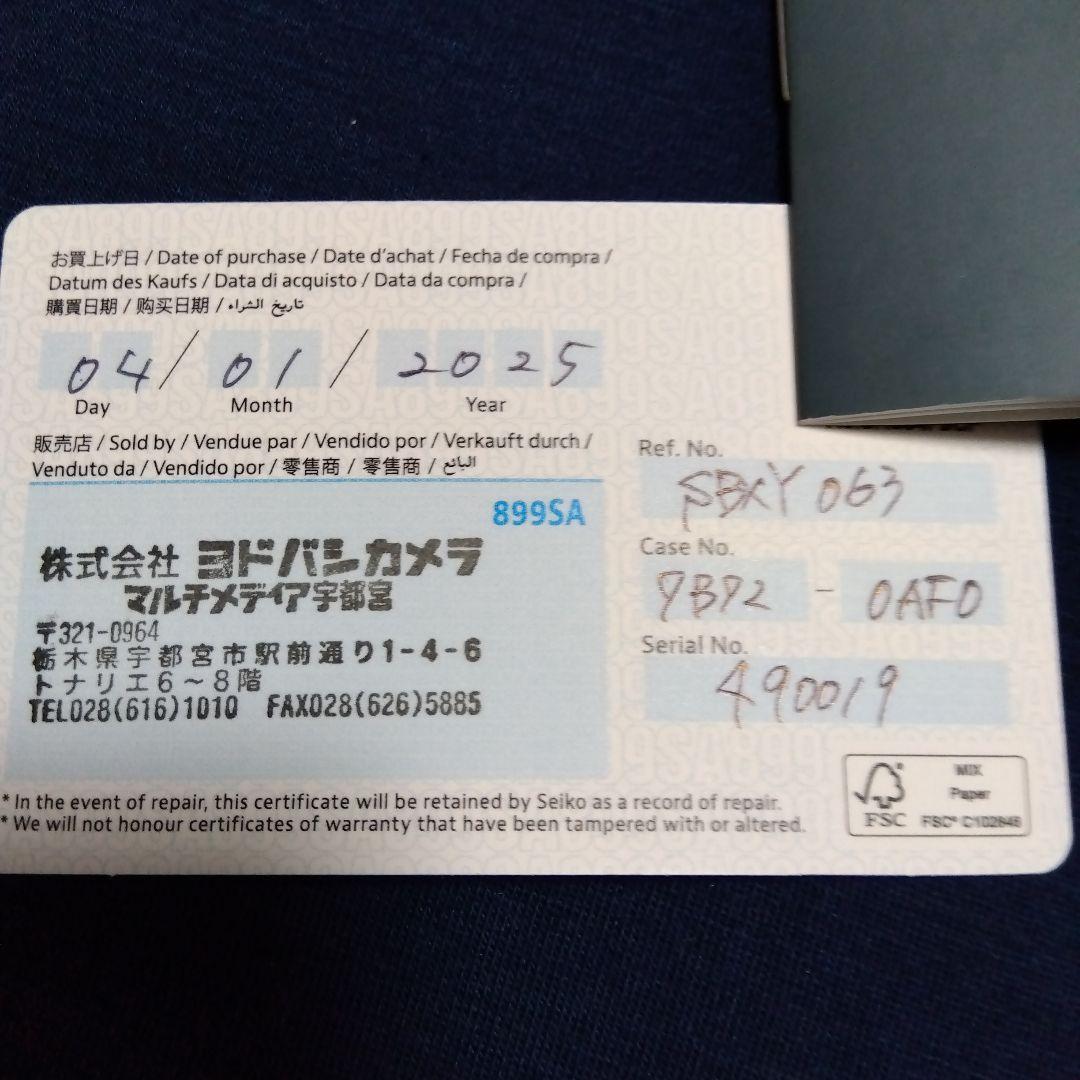 お買上げ日 / Date of purchase / Date d'achat / Fecha de compra /
Datum des Kaufs / Data di acquisto / Data da compra /
購買日期 / 购买日期 / تاريخ الشراء
04 / 01 / 2025
Day Month Year
販売店 / Sold by / Vendue par / Vendido por / Verkauft durch /
Venduto da / Vendido por / 零售商 / 零售商 / البائع
899SA
株式会社 ヨドバシカメラ
マルチメディア宇都宮
〒321-0964
栃木県宇都宮市駅前通り1-4-6
トナリエ6～8階
TEL028(616)1010 FAX028(626)5885
Ref. No.
SBXY063
Case No.
7B72 - 0AF0
Serial No.
490019
* In the event of repair, this certificate will be retained by Seiko as a record of repair.
* We will not honour certificates of warranty that have been tampered with or altered.
MIX
Paper
FSC FSC® C102848